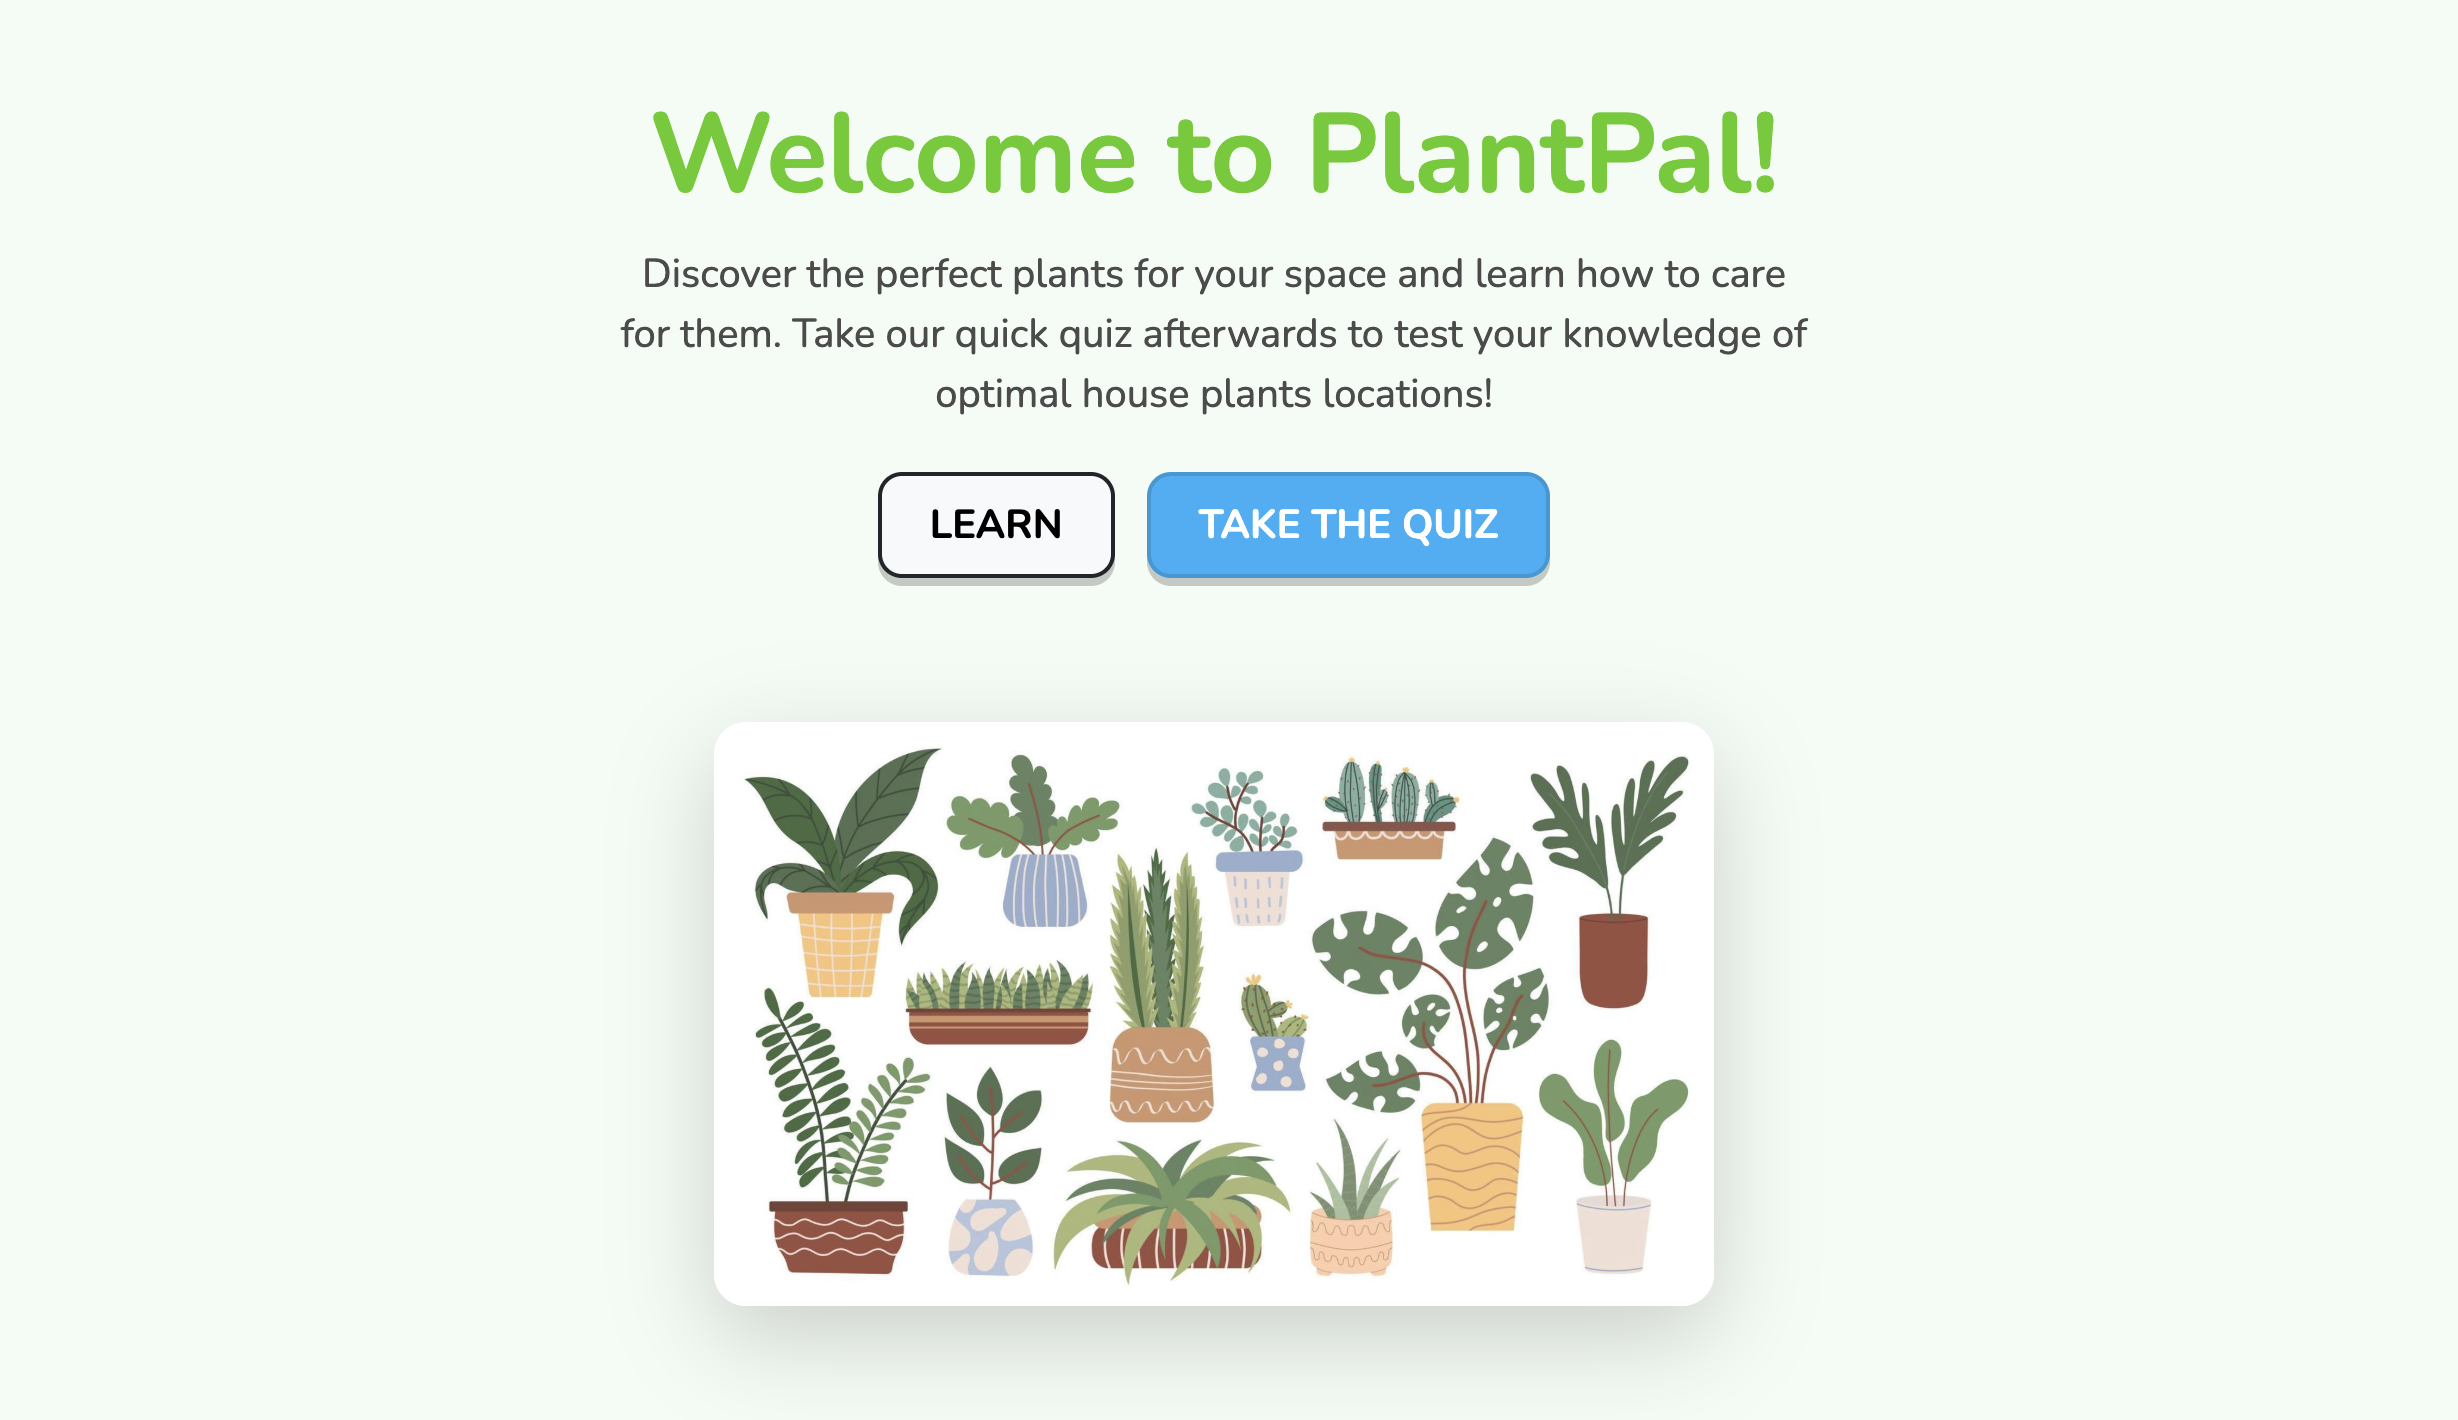 Welcome to PlantPal!
Discover the perfect plants for your space and learn how to care
for them. Take our quick quiz afterwards to test your knowledge of
optimal house plants locations!
LEARN
TAKE THE QUIZ